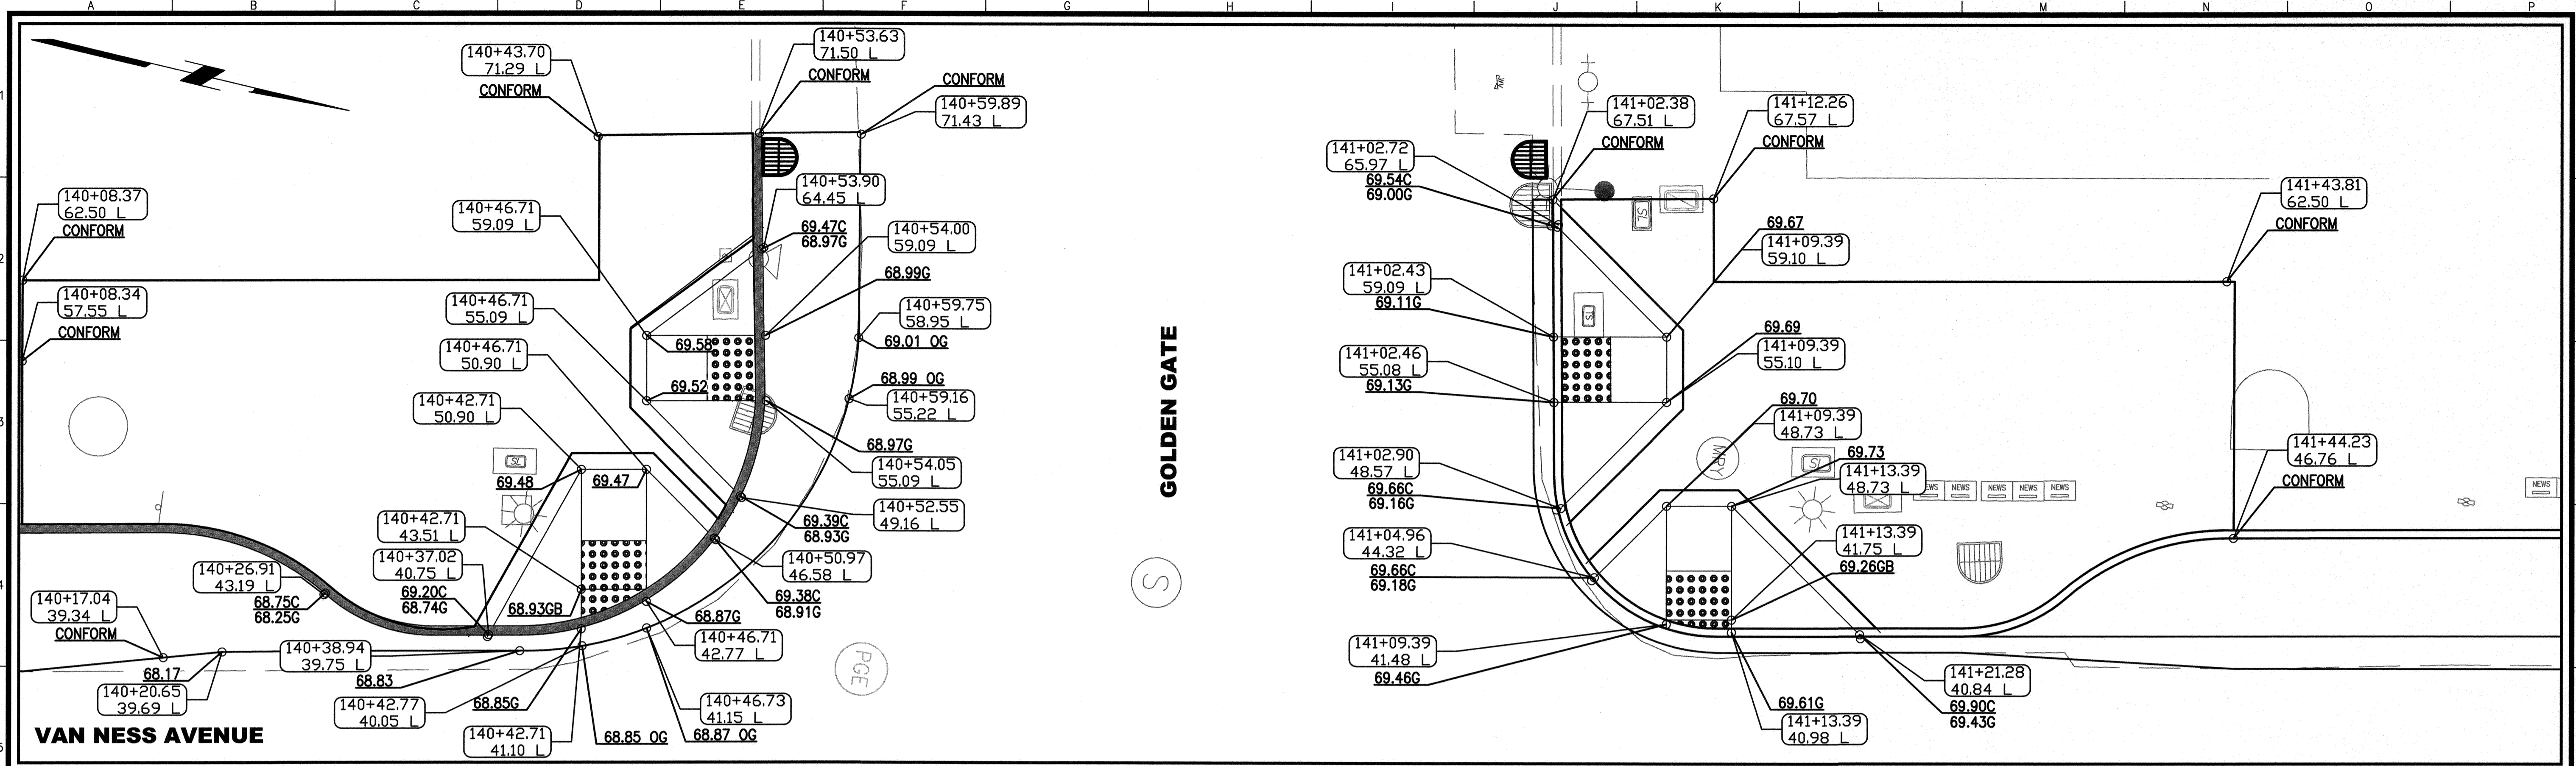 A B C D E F G H I J K L M N O P
1
2
3
4
5
140+43.70
71.29 L
CONFORM
140+53.63
71.50 L
CONFORM
CONFORM
140+59.89
71.43 L
140+08.37
62.50 L
CONFORM
140+46.71
59.09 L
140+53.90
64.45 L
69.47C
68.97G
140+54.00
59.09 L
68.99G
140+08.34
57.55 L
CONFORM
140+46.71
55.09 L
140+59.75
58.95 L
69.01 OG
140+46.71
50.90 L
69.58
69.52
68.99 OG
140+59.16
55.22 L
140+42.71
50.90 L
68.97G
140+54.05
55.09 L
SL
69.48
69.47
140+42.71
43.51 L
69.39C
68.93G
140+52.55
49.16 L
140+37.02
40.75 L
69.20C
68.74G
68.93GB
140+50.97
46.58 L
69.38C
68.91G
140+26.91
43.19 L
68.75C
68.25G
140+17.04
39.34 L
CONFORM
68.87G
140+46.71
42.77 L
140+38.94
39.75 L
68.83
68.17
140+20.65
39.69 L
140+42.77
40.05 L
68.85G
140+46.73
41.15 L
68.87 OG
140+42.71
41.10 L
68.85 OG
PGE
VAN NESS AVENUE
GOLDEN GATE
S
141+02.38
67.51 L
CONFORM
141+12.26
67.57 L
CONFORM
141+02.72
65.97 L
69.54C
69.00G
SL
141+43.81
62.50 L
CONFORM
69.67
141+09.39
59.10 L
141+02.43
59.09 L
69.11G
TS
69.69
141+09.39
55.10 L
141+02.46
55.08 L
69.13G
69.70
141+09.39
48.73 L
141+02.90
48.57 L
69.66C
69.16G
MPY
SL
69.73
141+13.39
48.73 L
NEWS
NEWS
NEWS
NEWS
NEWS
NEWS
141+44.23
46.76 L
CONFORM
141+04.96
44.32 L
69.66C
69.18G
141+13.39
41.75 L
69.26GB
141+09.39
41.48 L
69.46G
69.61G
141+13.39
40.98 L
141+21.28
40.84 L
69.90C
69.43G